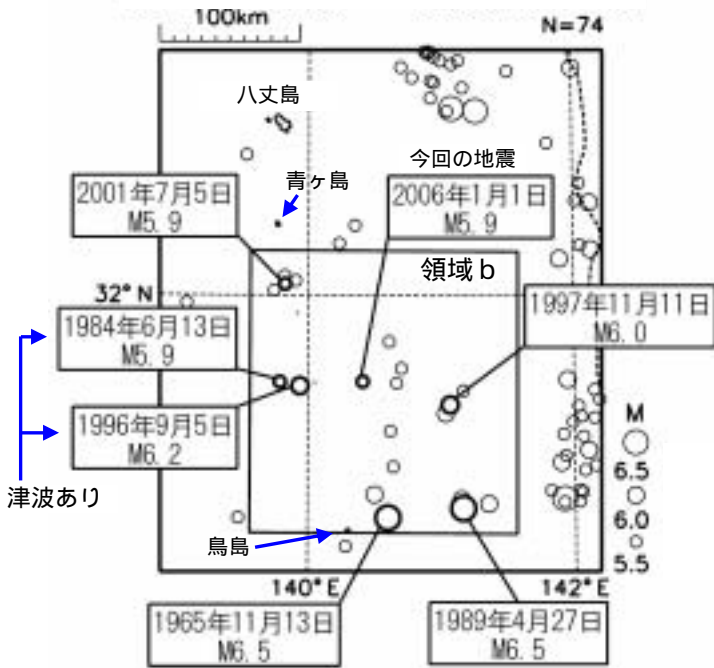 100km
N=74
八丈島
今回の地震
青ヶ島
2001年7月5日
M5.9
2006年1月1日
M5.9
領域b
32°N
1997年11月11日
M6.0
1984年6月13日
M5.9
1996年9月5日
M6.2
M
6.5
6.0
5.5
津波あり
鳥島
140°E
142°E
1965年11月13日
M6.5
1989年4月27日
M6.5